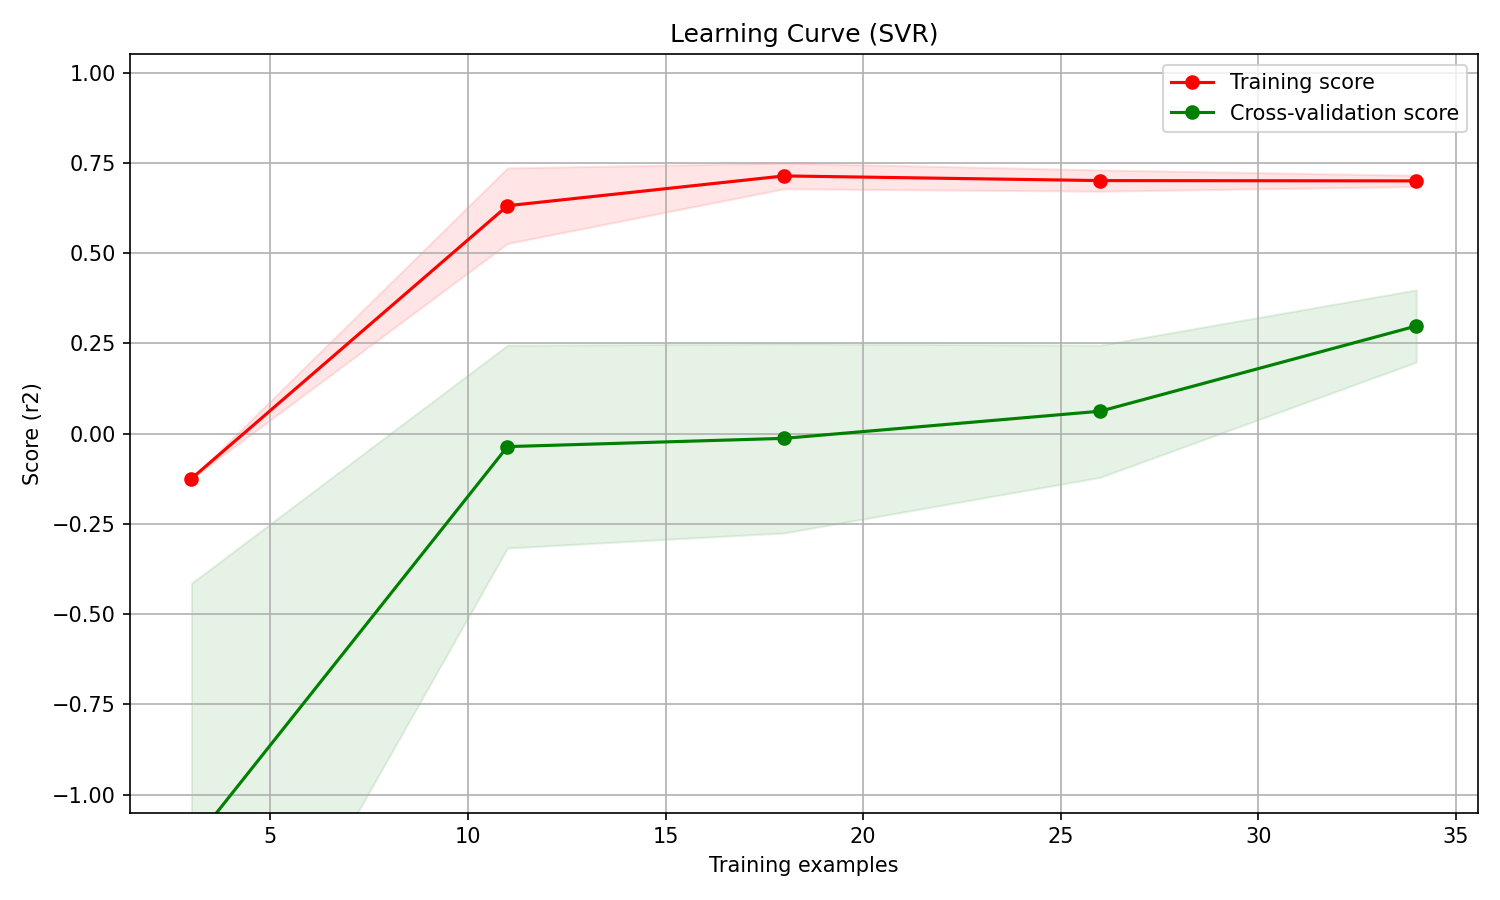 Learning Curve (SVR)
1.00
0.75
0.50
0.25
0.00
−0.25
−0.50
−0.75
−1.00
Score (r2)
Training score
Cross-validation score
5 10 15 20 25 30 35
Training examples